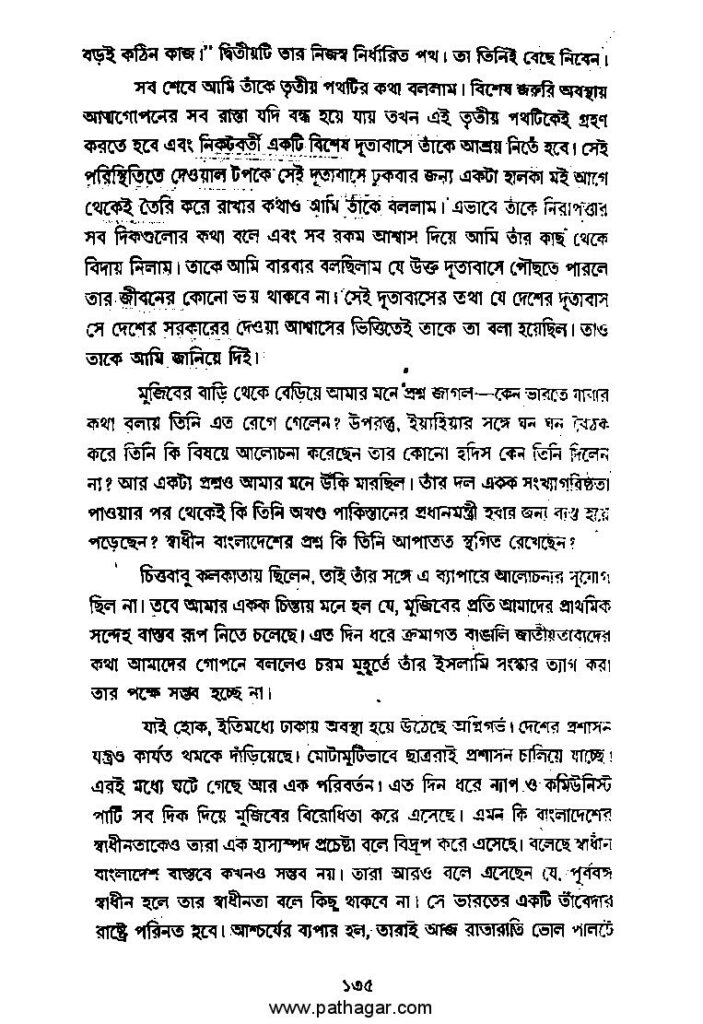 বড়ই কঠিন কাজ।" দ্বিতীয়টি তার নিজস্ব নির্ধারিত পথ। তা তিনিই বেছে নিবেন।
সব শেষে আমি তাঁকে তৃতীয় পথটির কথা বললাম। বিশেষ জরুরি অবস্থায়
আত্মগোপনের সব রাস্তা যদি বন্ধ হয়ে যায় তখন এই তৃতীয় পথটিকেই গ্রহণ
করতে হবে এবং নিকটবর্তী একটি বিশেষ দূতাবাসে তাঁকে আশ্রয় নিতে হবে। সেই
পরিস্থিতিতে দেওয়াল টপকে সেই দূতাবাসে ঢুকবার জন্য একটা হালকা মই আগে
থেকেই তৈরি করে রাখার কথাও আমি তাঁকে বললাম। এভাবে তাঁকে নিরাপত্তার
সব দিকগুলোর কথা বলে এবং সব রকম আশ্বাস দিয়ে আমি তাঁর কাছ থেকে
বিদায় নিলাম। তাকে আমি বারবার বলছিলাম যে উক্ত দূতাবাসে পৌছতে পারলে
তার জীবনের কোনো ভয় থাকবে না। সেই দূতাবাসের তথা যে দেশের দূতাবাস
সে দেশের সরকারের দেওয়া আশ্বাসের ভিত্তিতেই তাকে তা বলা হয়েছিল। তাও
তাকে আমি জানিয়ে দিই।
মুজিবের বাড়ি থেকে বেড়িয়ে আমার মনে প্রশ্ন জাগল—কেন ভারতে যাবার
কথা বলায় তিনি এত রেগে গেলেন? উপরন্তু, ইয়াহিয়ার সঙ্গে ঘন ঘন বৈঠক
করে তিনি কি বিষয়ে আলোচনা করেছেন তার কোনো হদিস কেন তিনি দিলেন
না? আর একটা প্রশ্নও আমার মনে উঁকি মারছিল। তাঁর দল একক সংখ্যাগরিষ্ঠতা
পাওয়ার পর থেকেই কি তিনি অখণ্ড পাকিস্তানের প্রধানমন্ত্রী হবার জন্য ব্যস্ত হয়ে
পড়েছেন? স্বাধীন বাংলাদেশের প্রশ্ন কি তিনি আপাতত স্থগিত রেখেছেন?
চিত্তবাবু কলকাতায় ছিলেন, তাই তাঁর সঙ্গে এ ব্যাপারে আলোচনার সুযোগ
ছিল না। তবে আমার একক চিন্তায় মনে হল যে, মুজিবের প্রতি আমাদের প্রাথমিক
সন্দেহ বাস্তব রূপ নিতে চলেছে। এত দিন ধরে ক্রমাগত বাঙালি জাতীয়তাবাদের
কথা আমাদের গোপনে বললেও চরম মুহূর্তে তাঁর ইসলামি সংস্কার ত্যাগ করা
তার পক্ষে সম্ভব হচ্ছে না।
যাই হোক, ইতিমধ্যে ঢাকায় অবস্থা হয়ে উঠেছে অগ্নিগর্ভ। দেশের প্রশাসন
যন্ত্রও কার্যত থমকে দাঁড়িয়েছে। মোটামুটিভাবে ছাত্ররাই প্রশাসন চালিয়ে যাচ্ছে।
এরই মধ্যে ঘটে গেছে আর এক পরিবর্তন। এত দিন ধরে ন্যাপ ও কমিউনিস্ট
পার্টি সব দিক দিয়ে মুজিবের বিরোধিতা করে এসেছে। এমন কি বাংলাদেশের
স্বাধীনতাকেও তারা এক হাস্যাস্পদ প্রচেষ্টা বলে বিদ্রূপ করে এসেছে। বলেছে স্বাধীন
বাংলাদেশ বাস্তবে কখনও সম্ভব নয়। তারা আরও বলে এসেছেন যে, পূর্ববঙ্গ
স্বাধীন হলে তার স্বাধীনতা বলে কিছু থাকবে না। সে ভারতের একটি তাঁবেদার
রাষ্ট্রে পরিনত হবে। আশ্চর্যের ব্যাপার হল, তারাই আজ রাতারাতি ভোল পালটে
১৩৫
www.pathagar.com